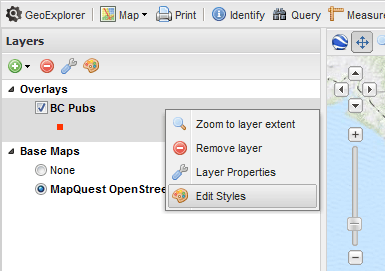 GeoExplorer Map Print Identify Query Measure
Layers
Overlays
BC Pubs
Zoom to layer extent
Remove layer
Layer Properties
Edit Styles
Base Maps
None
MapQuest OpenStree